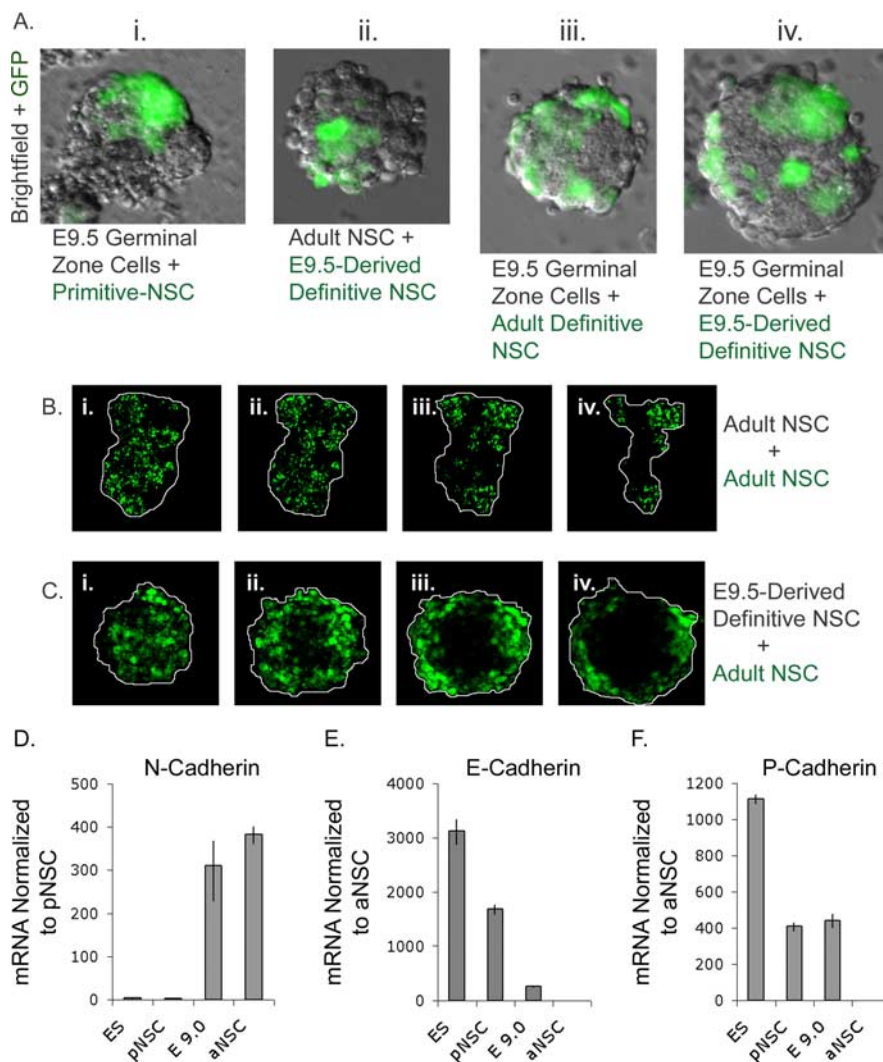 A.
i.
ii.
iii.
iv.
Brightfield + GFP
E9.5 Germinal
Zone Cells +
Primitive-NSC
Adult NSC +
E9.5-Derived
Definitive NSC
E9.5 Germinal
Zone Cells +
Adult Definitive
NSC
E9.5 Germinal
Zone Cells +
E9.5-Derived
Definitive NSC
B.
i.
ii.
iii.
iv.
Adult NSC
+
Adult NSC
C.
i.
ii.
iii.
iv.
E9.5-Derived
Definitive NSC
+
Adult NSC
D.
N-Cadherin
mRNA Normalized
to pNSC
500
400
300
200
100
0
ES
pNSC
E 9.0
aNSC
E.
E-Cadherin
mRNA Normalized
to aNSC
4000
3000
2000
1000
0
ES
pNSC
E 9.0
aNSC
F.
P-Cadherin
mRNA Normalized
to aNSC
1200
1000
800
600
400
200
0
ES
pNSC
E 9.0
aNSC